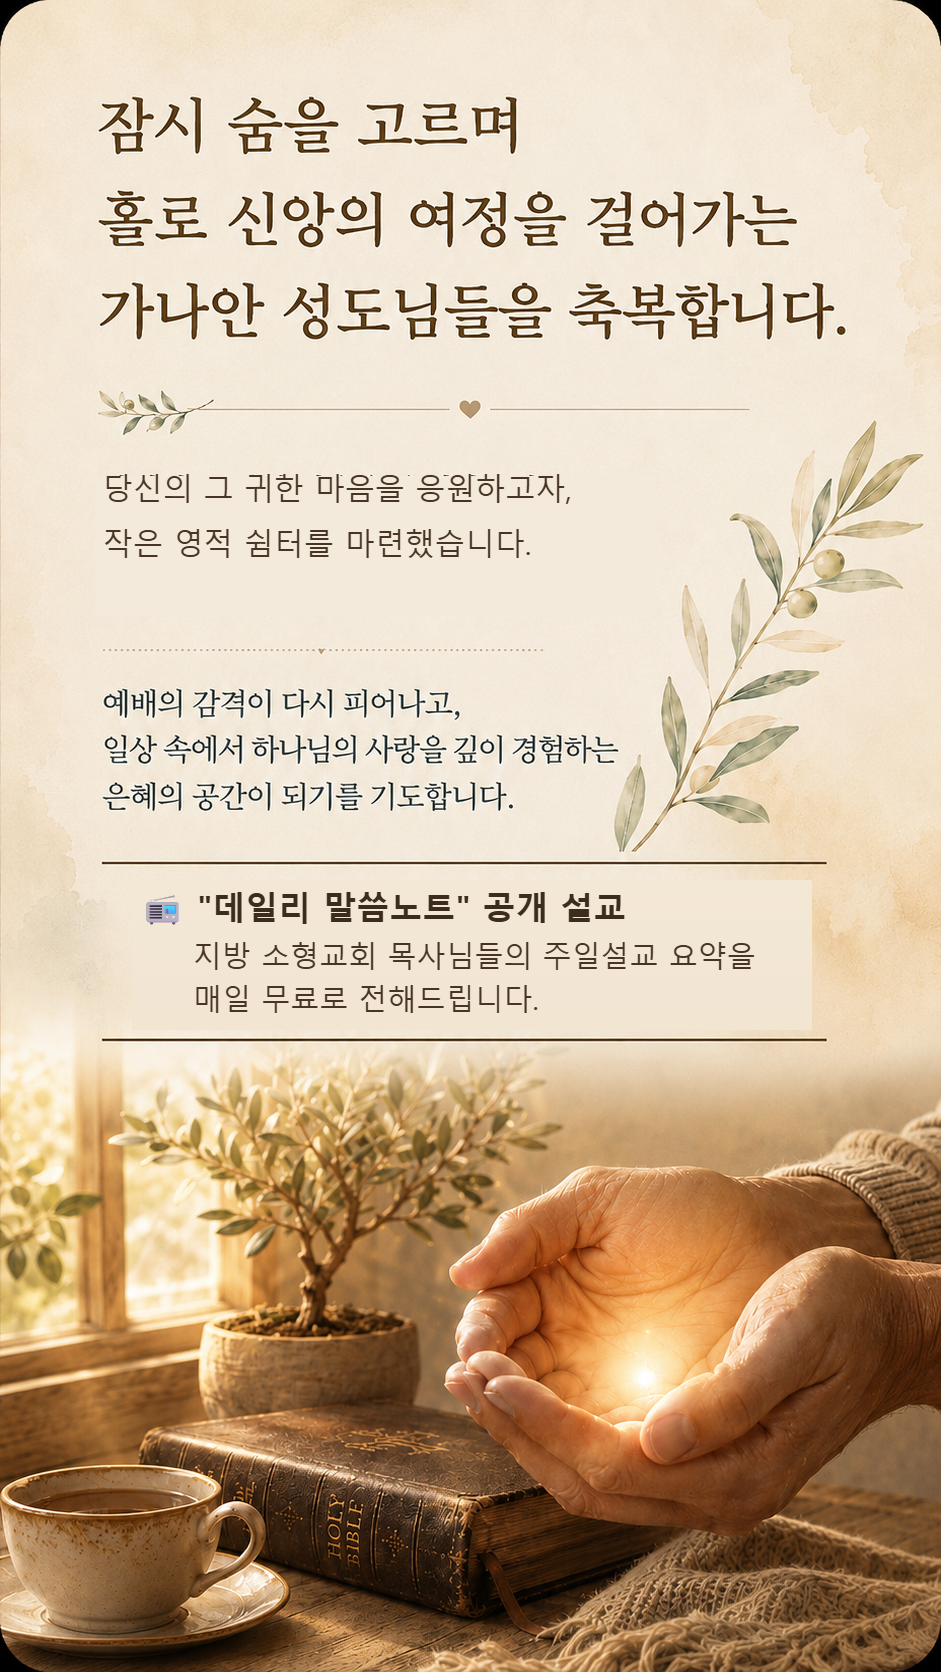 잠시 숨을 고르며
홀로 신앙의 여정을 걸어가는
가나안 성도님들을 축복합니다.
당신의 그 귀한 마음을 응원하고자,
작은 영적 쉼터를 마련했습니다.
예배의 감격이 다시 피어나고,
일상 속에서 하나님의 사랑을 깊이 경험하는
은혜의 공간이 되기를 기도합니다.
"데일리 말씀노트" 공개 설교
지방 소형교회 목사님들의 주일설교 요약을
매일 무료로 전해드립니다.
HOLY
BIBLE